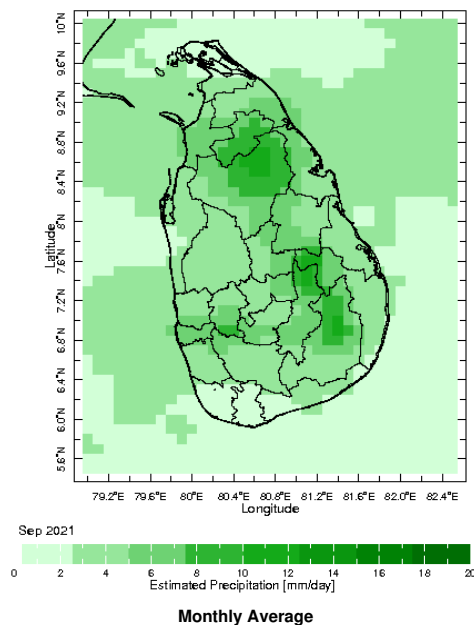 10°N
9.6°N
9.2°N
8.8°N
8.4°N
8°N
7.6°N
7.2°N
6.8°N
6.4°N
6.0°N
5.6°N
Latitude
79.2°E 79.6°E 80°E 80.4°E 80.8°E 81.2°E 81.6°E 82.0°E 82.4°E
Longitude
Sep 2021
0 2 4 6 8 10 12 14 16 18 20
Estimated Precipitation [mm/day]
Monthly Average